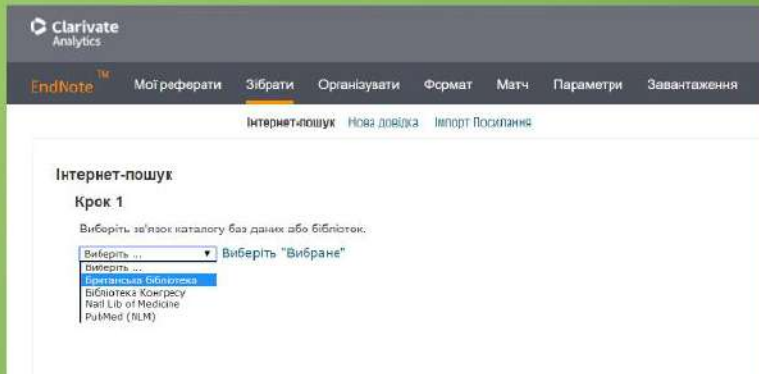 Clarivate
Analytics
EndNote™ Мої реферати Зібрати Організувати Формат Матч Параметри Завантаження
Інтернет-пошук Нова довідка Імпорт Посилання
Інтернет-пошук
Крок 1
Виберіть зв'язок каталогу баз даних або бібліотек.
Виберіть ... Виберіть "Вибране"
Виберіть ...
Британська бібліотека
Бібліотека Конгресу
Natl Lib of Medicine
PubMed (NLM)